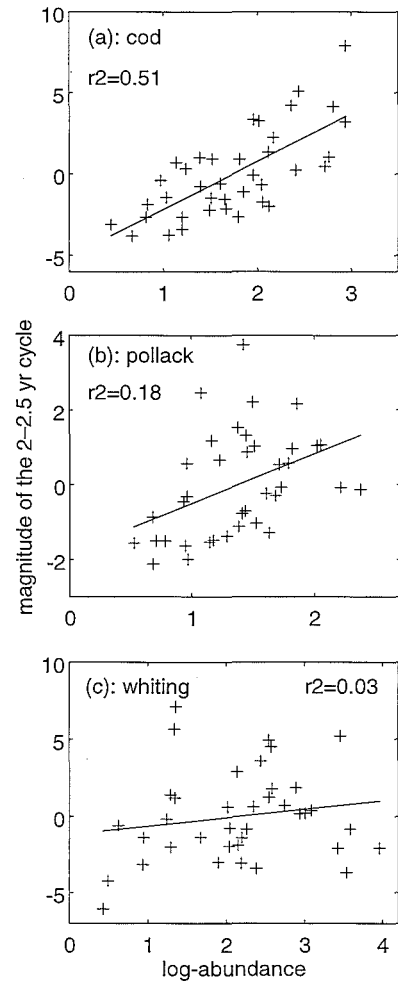 (a): cod
r2=0.51
10
5
0
-5
0
1
2
3
magnitude of the 2–2.5 yr cycle
(b): pollack
r2=0.18
4
2
0
-2
1
2
(c): whiting
r2=0.03
10
5
0
-5
0
1
2
3
4
log-abundance